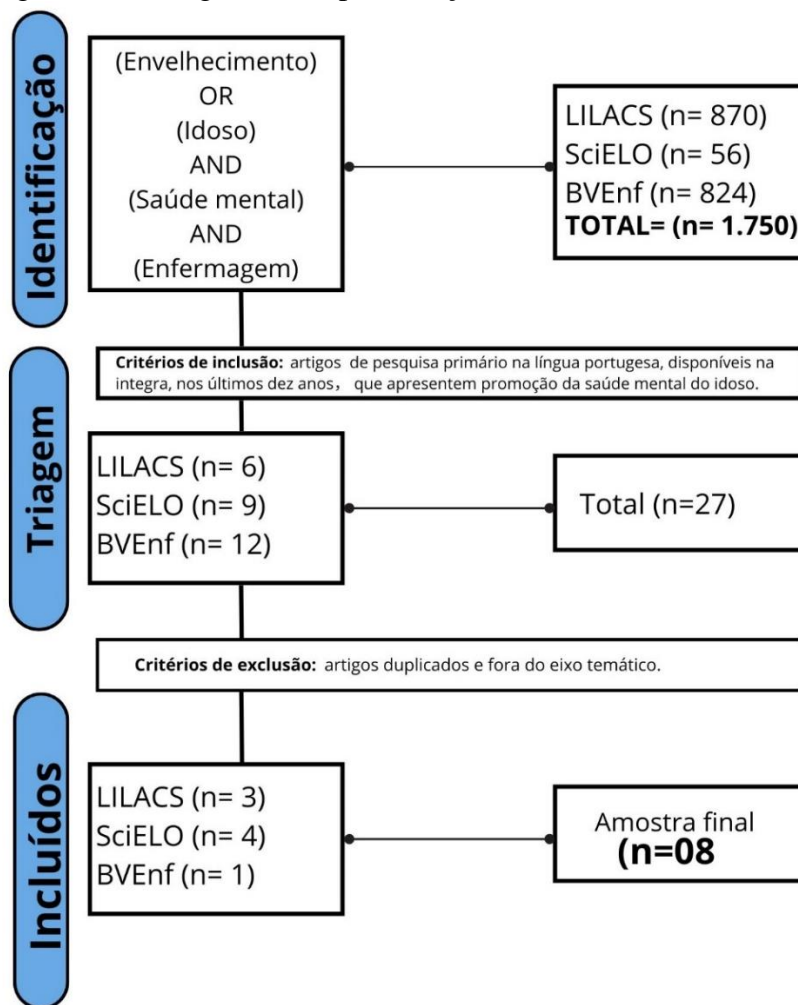 Identificação
(Envelhecimento)
OR
(Idoso)
AND
(Saúde mental)
AND
(Enfermagem)
LILACS (n= 870)
SciELO (n= 56)
BVEnf (n= 824)
TOTAL= (n= 1.750)
Critérios de inclusão: artigos de pesquisa primário na língua portugesa, disponíveis na
integra, nos últimos dez anos， que apresentem promoção da saúde mental do idoso.
Triagem
LILACS (n= 6)
SciELO (n= 9)
BVEnf (n= 12)
Total (n=27)
Critérios de exclusão: artigos duplicados e fora do eixo temático.
Incluídos
LILACS (n= 3)
SciELO (n= 4)
BVEnf (n= 1)
Amostra final
(n=08